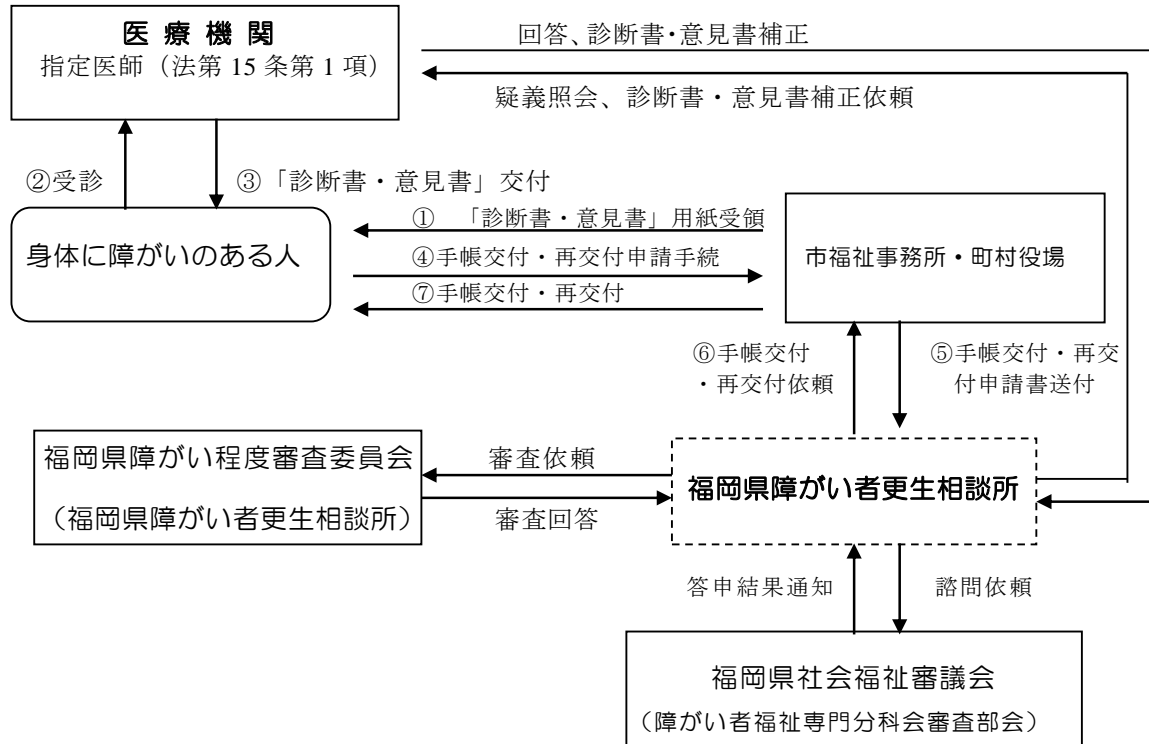 医 療 機 関
指定医師（法第 15 条第 1 項）
回答、診断書・意見書補正
疑義照会、診断書・意見書補正依頼
②受診
③「診断書・意見書」交付
身体に障がいのある人
① 「診断書・意見書」用紙受領
④手帳交付・再交付申請手続
⑦手帳交付・再交付
市福祉事務所・町村役場
⑥手帳交付
・再交付依頼
⑤手帳交付・再交
付申請書送付
福岡県障がい程度審査委員会
（福岡県障がい者更生相談所）
審査依頼
審査回答
福岡県障がい者更生相談所
答申結果通知
諮問依頼
福岡県社会福祉審議会
（障がい者福祉専門分科会審査部会）